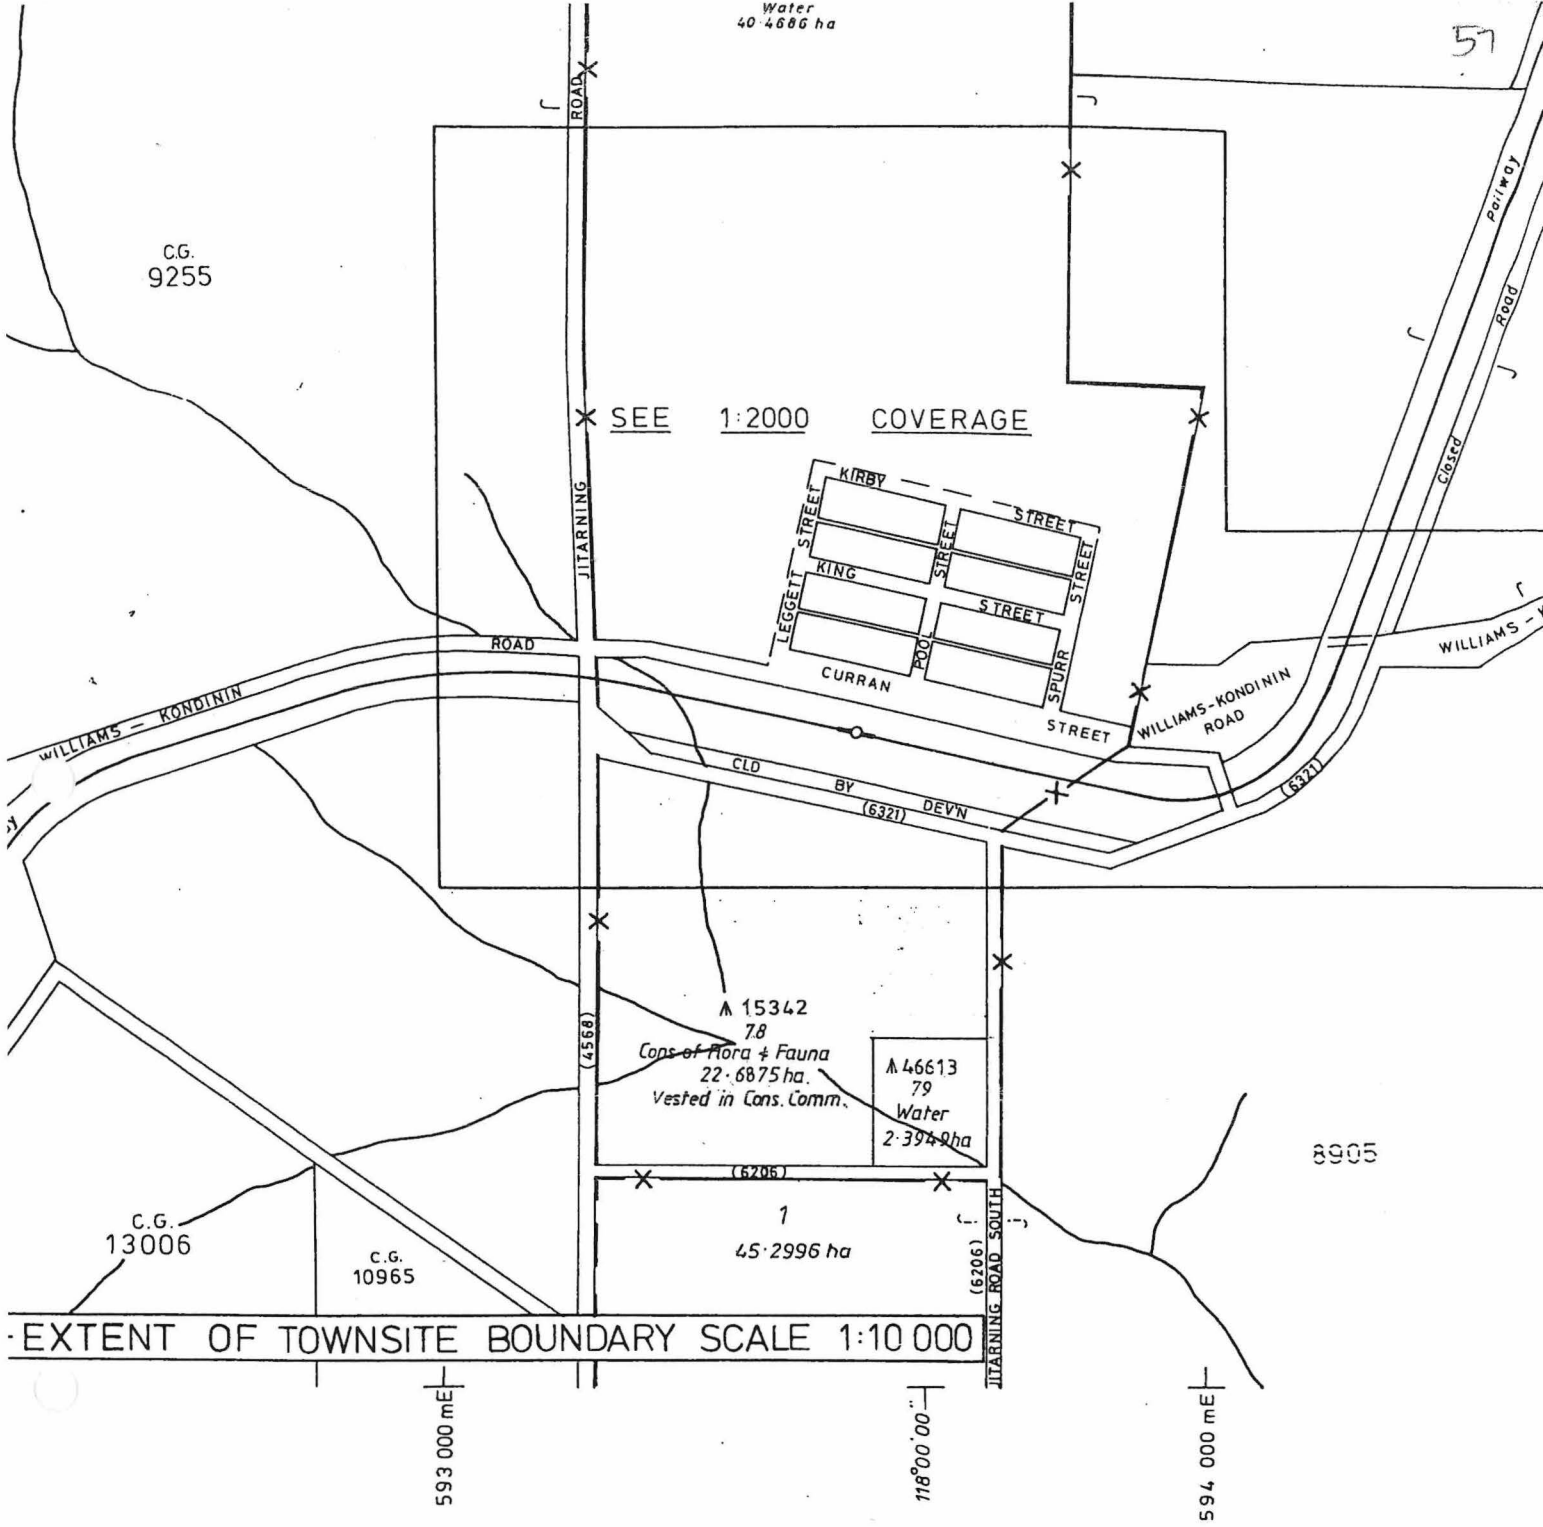 Water
40·4686 ha
57
ROAD
C.G.
9255
Railway
Road
Closed
SEE 1:2000 COVERAGE
JITARNING
KIRBY STREET
STREET
STREET
STREET
KING STREET
LEGGETT
POOL
SPURR
CURRAN STREET
ROAD
WILLIAMS — KONDININ
WILLIAMS-KONDININ
ROAD
WILLIAMS - K
CLD BY DEV'N
(6321)
(6321)
15342
78
Cons of Flora & Fauna
22·6875 ha.
Vested in Cons. Comm.
(4568)
46613
79
Water
2·3949ha
8905
(6206)
1
45·2996 ha
C.G.
13006
C.G.
10965
(6206)
JITARNING ROAD SOUTH
EXTENT OF TOWNSITE BOUNDARY SCALE 1:10 000
593 000 mE
118°00'00"
594 000 mE